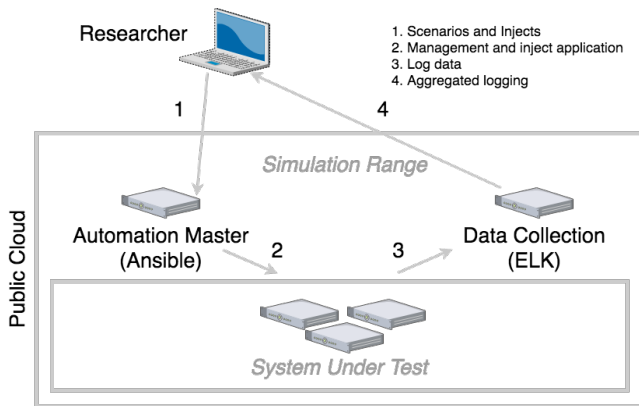 Researcher
1. Scenarios and Injects
2. Management and inject application
3. Log data
4. Aggregated logging
1
4
Simulation Range
Public Cloud
Automation Master
(Ansible)
2
3
Data Collection
(ELK)
System Under Test